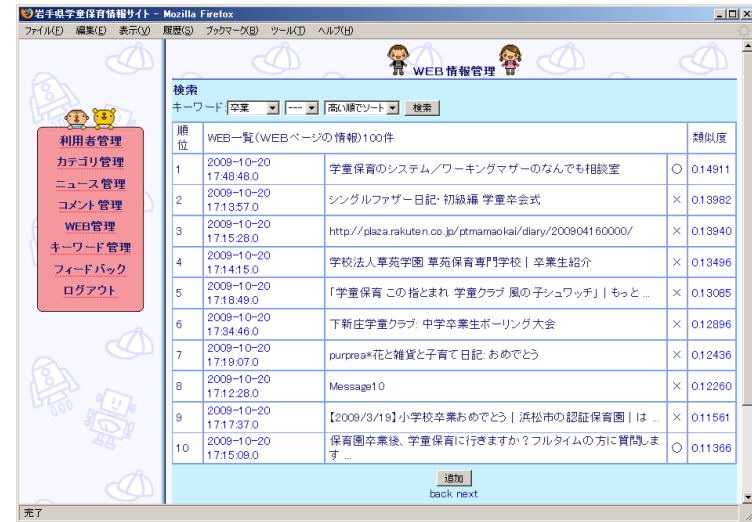 岩手県学童保育情報サイト - Mozilla Firefox
ファイル(F) 編集(E) 表示(V) 履歴(S) ブックマーク(B) ツール(T) ヘルプ(H)
利用者管理
カテゴリ管理
ニュース管理
コメント管理
WEB管理
キーワード管理
フィードバック
ログアウト
WEB情報管理
検索
キーワード: 卒業 --- 高い順でソート 検索
順位 WEB一覧(WEBページの情報)100件 類似度
1 2009-10-20 17:48:48.0 学童保育のシステム/ワーキングマザーのなんでも相談室 ○ 0.14911
2 2009-10-20 17:13:57.0 シングルファザー日記・初級編 学童卒会式 × 0.13982
3 2009-10-20 17:15:28.0 http://plaza.rakuten.co.jp/ptmamaokai/diary/200904160000/ × 0.13940
4 2009-10-20 17:14:15.0 学校法人草苑学園 草苑保育専門学校 | 卒業生紹介 × 0.13496
5 2009-10-20 17:18:49.0 「学童保育 この指とまれ 学童クラブ 風の子シュワッチ」 | もっと ... × 0.13085
6 2009-10-20 17:34:46.0 下新庄学童クラブ: 中学卒業生ボーリング大会 × 0.12896
7 2009-10-20 17:19:07.0 purprea*花と雑貨と子育て日記: おめでとう × 0.12436
8 2009-10-20 17:12:28.0 Message10 × 0.12260
9 2009-10-20 17:17:37.0 【2009/3/19】小学校卒業おめでとう | 浜松市の認証保育園 | は ... × 0.11561
10 2009-10-20 17:15:09.0 保育園卒業後、学童保育に行きますか?フルタイムの方に質問します ... ○ 0.11366
追加
back next
完了